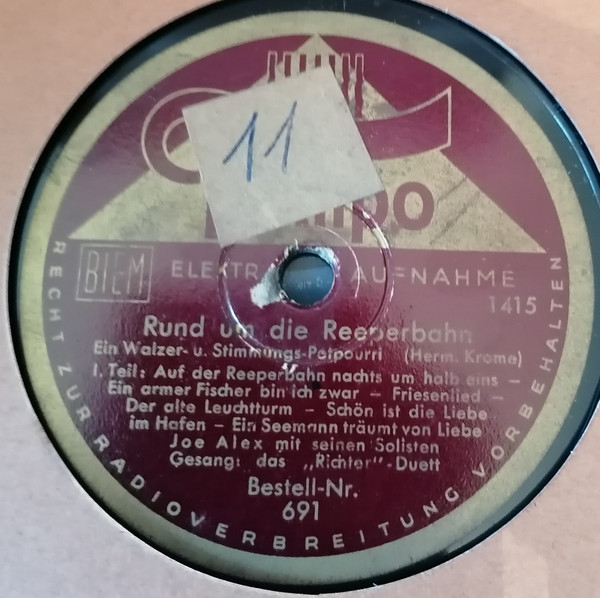 11
BIEM
ELEKTR AUFNAHME
1415
Rund um die Reeperbahn
Ein Walzer- u. Stimmungs-Potpourri (Herm. Krome)
I. Teil: Auf der Reeperbahn nachts um halb eins -
Ein armer Fischer bin ich zwar - Friesenlied -
Der alte Leuchtturm - Schön ist die Liebe
im Hafen - Ein Seemann träumt von Liebe
Joe Alex mit seinen Solisten
Gesang: das „Richter"-Duett
Bestell-Nr.
691
RECHT ZUR RADIOVERBREITUNG VORBEHALTEN